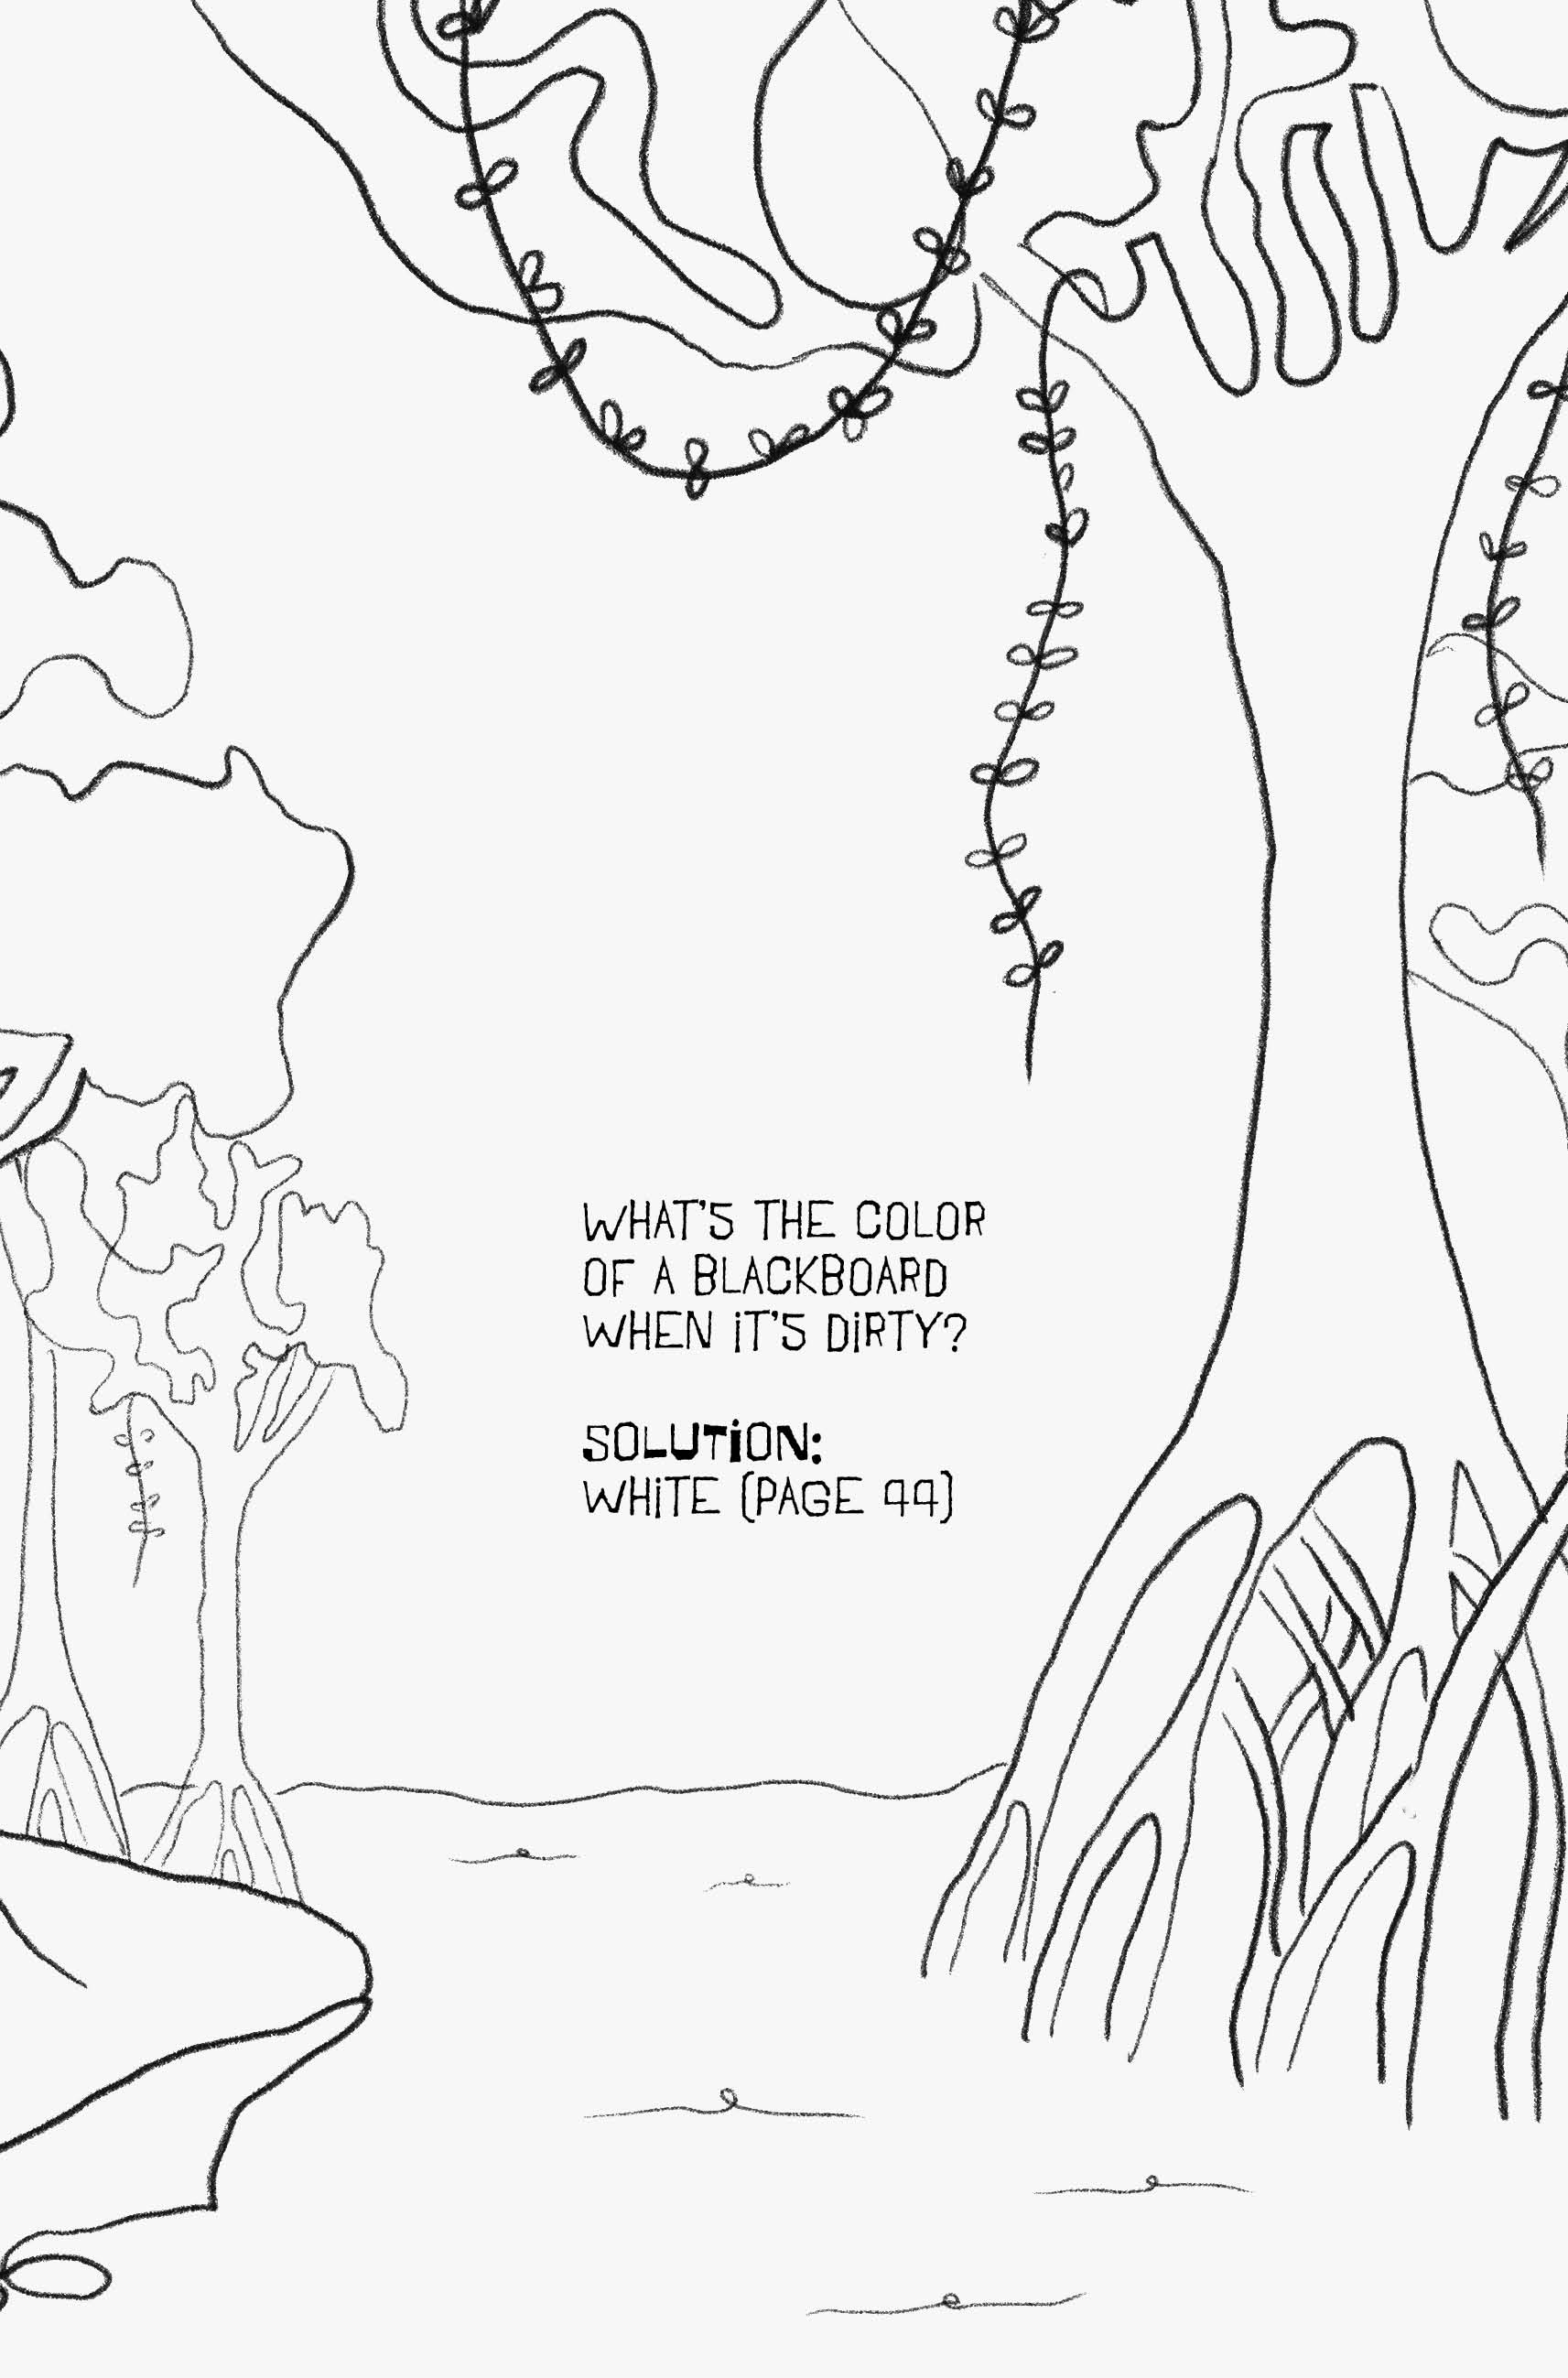 WHAT'S THE COLOR
OF A BLACKBOARD
WHEN iT'S DiRTY?
SOLUTiON:
WHiTE (PAGE 44)